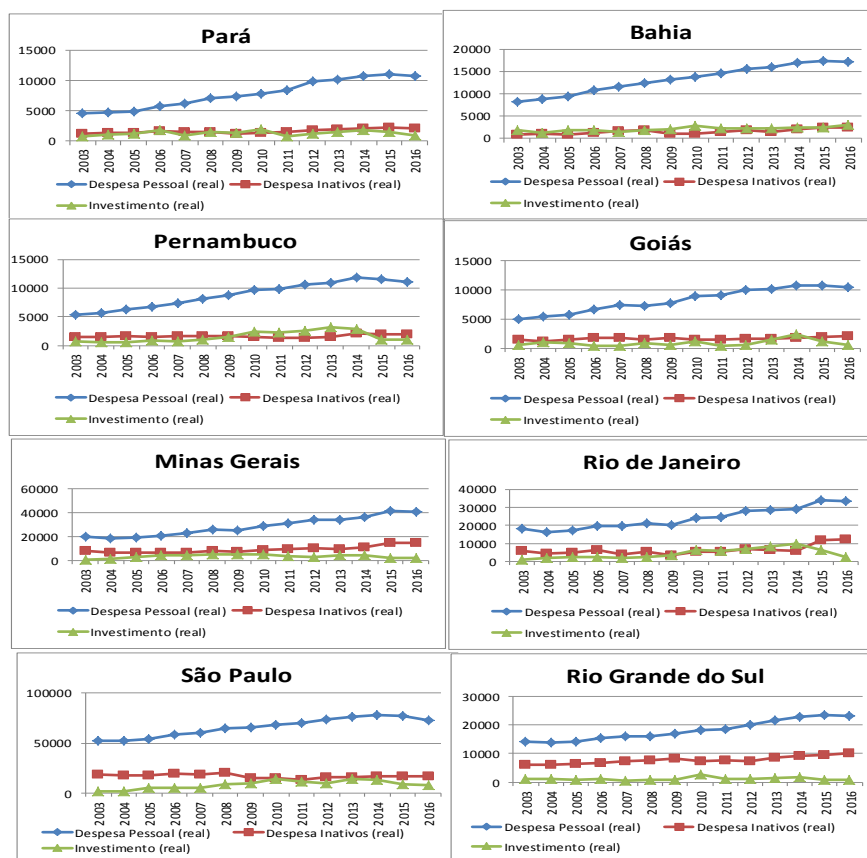 Pará
15000
10000
5000
0
2003 2004 2005 2006 2007 2008 2009 2010 2011 2012 2013 2014 2015 2016
Despesa Pessoal (real) Despesa Inativos (real)
Investimento (real)
Bahia
20000
15000
10000
5000
0
2003 2004 2005 2006 2007 2008 2009 2010 2011 2012 2013 2014 2015 2016
Despesa Pessoal (real) Despesa Inativos (real)
Investimento (real)
Pernambuco
15000
10000
5000
0
2003 2004 2005 2006 2007 2008 2009 2010 2011 2012 2013 2014 2015 2016
Despesa Pessoal (real) Despesa Inativos (real)
Investimento (real)
Goiás
15000
10000
5000
0
2003 2004 2005 2006 2007 2008 2009 2010 2011 2012 2013 2014 2015 2016
Despesa Pessoal (real) Despesa Inativos (real)
Investimento (real)
Minas Gerais
60000
40000
20000
0
2003 2004 2005 2006 2007 2008 2009 2010 2011 2012 2013 2014 2015 2016
Despesa Pessoal (real) Despesa Inativos (real)
Investimento (real)
Rio de Janeiro
40000
30000
20000
10000
0
2003 2004 2005 2006 2007 2008 2009 2010 2011 2012 2013 2014 2015 2016
Despesa Pessoal (real) Despesa Inativos (real)
Investimento (real)
São Paulo
100000
50000
0
2003 2004 2005 2006 2007 2008 2009 2010 2011 2012 2013 2014 2015 2016
Despesa Pessoal (real) Despesa Inativos (real)
Investimento (real)
Rio Grande do Sul
30000
20000
10000
0
2003 2004 2005 2006 2007 2008 2009 2010 2011 2012 2013 2014 2015 2016
Despesa Pessoal (real) Despesa Inativos (real)
Investimento (real)